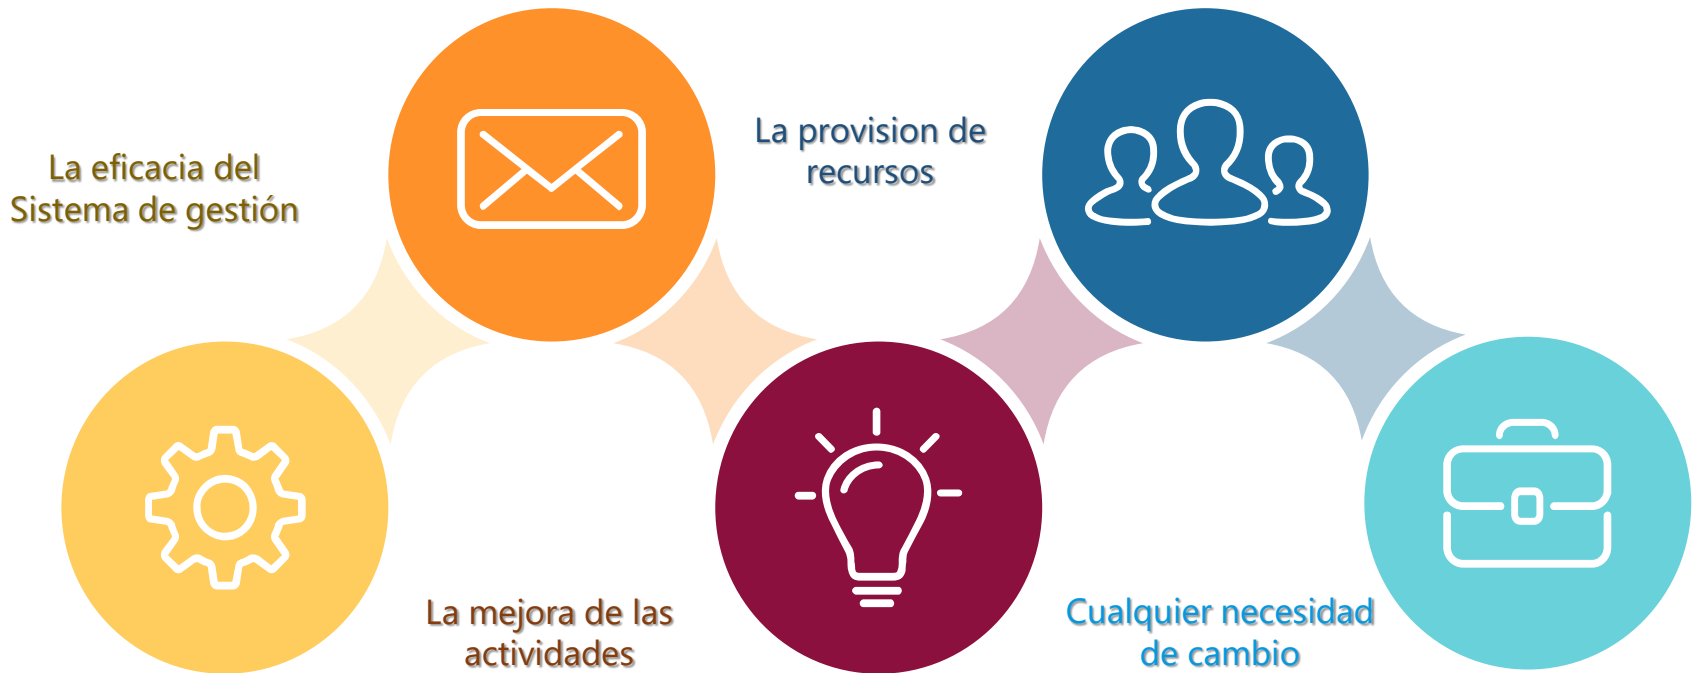 La eficacia del
Sistema de gestión
La mejora de las
actividades
La provision de
recursos
Cualquier necesidad
de cambio